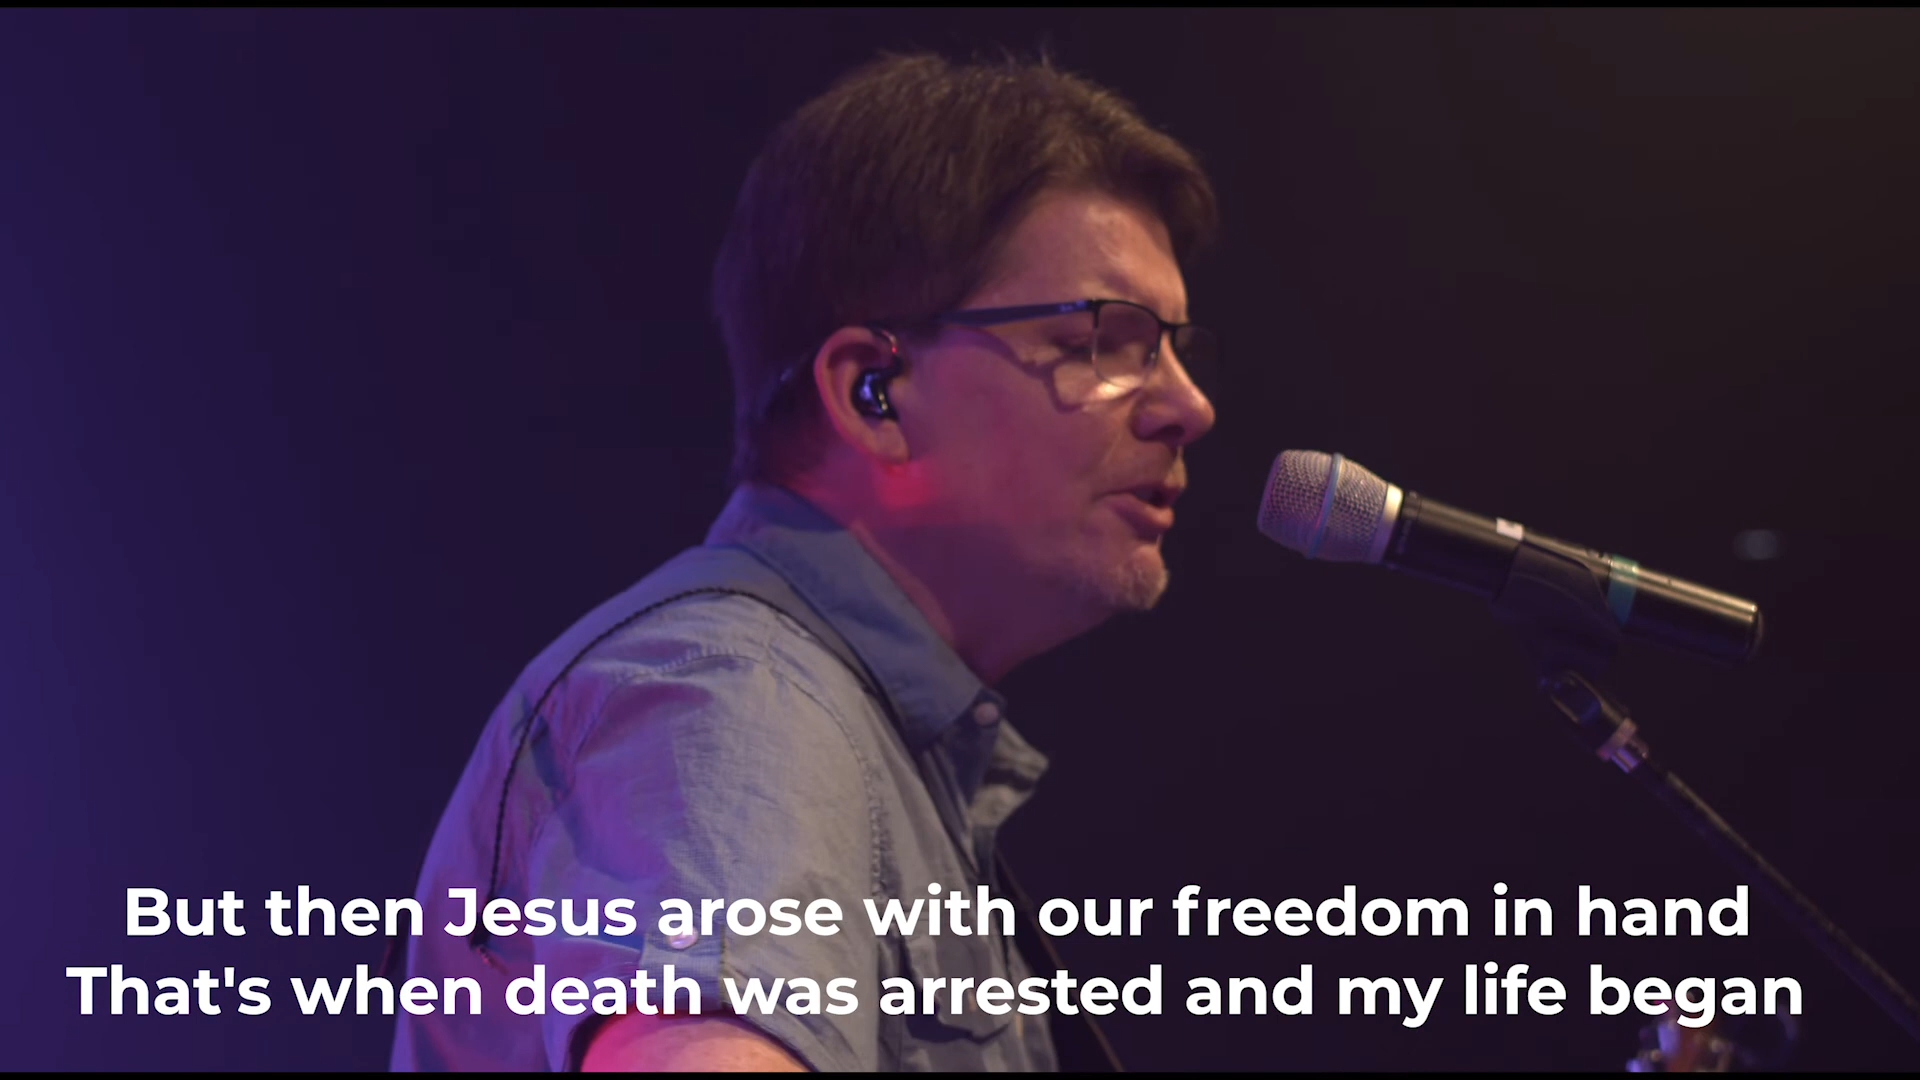 But then Jesus arose with our freedom in hand
That's when death was arrested and my life began